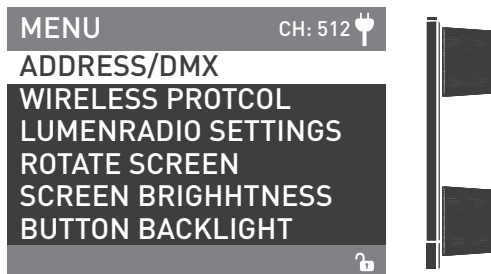 MENU CH: 512
ADDRESS/DMX
WIRELESS PROTCOL
LUMENRADIO SETTINGS
ROTATE SCREEN
SCREEN BRIGHHTNESS
BUTTON BACKLIGHT